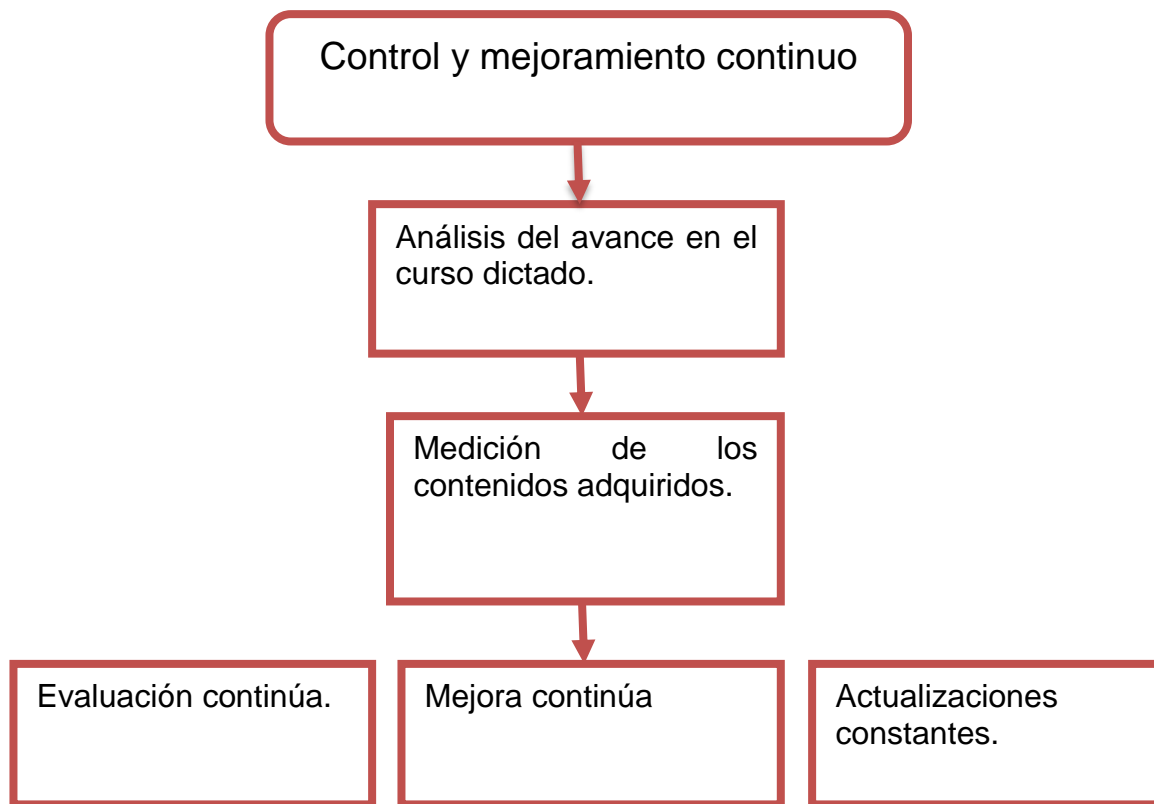 Control y mejoramiento continuo
Análisis del avance en el
curso dictado.
Medición de los
contenidos adquiridos.
Evaluación continúa.
Mejora continúa
Actualizaciones
constantes.